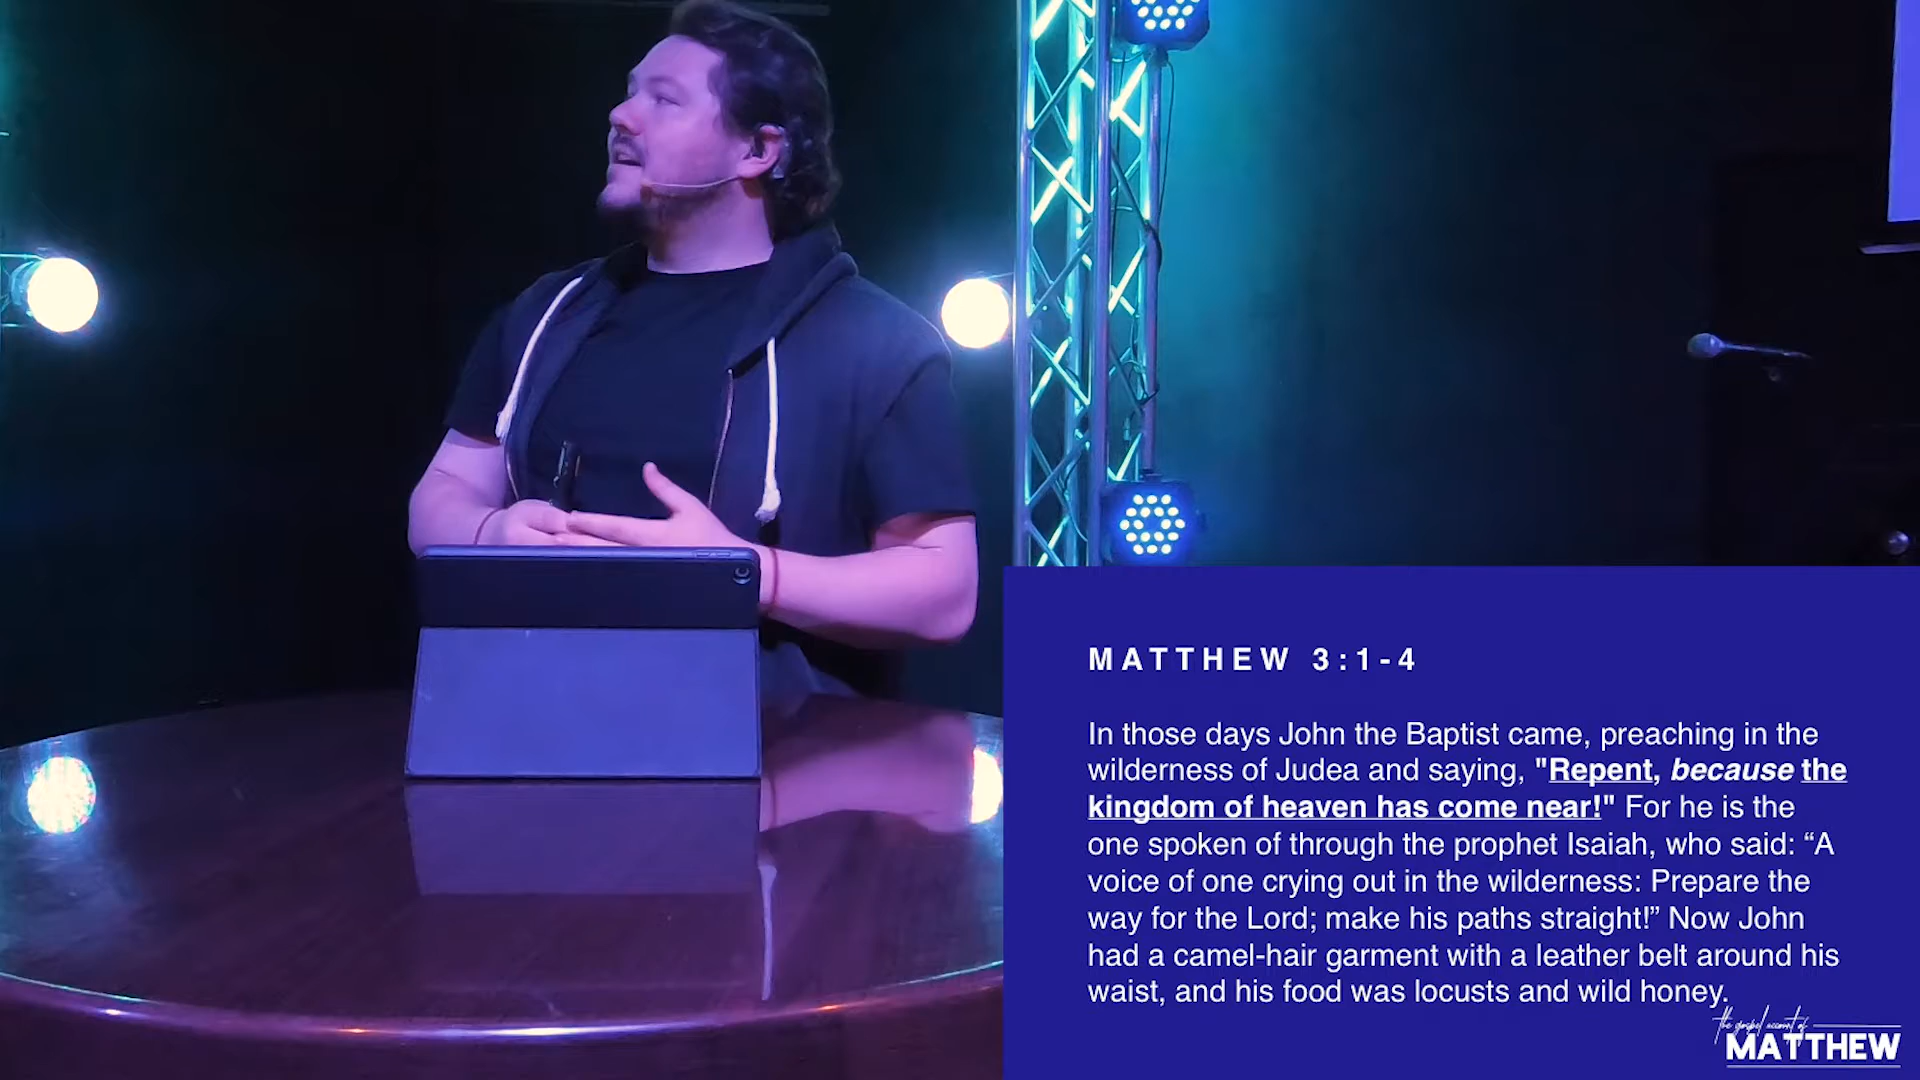 MATTHEW 3:1-4
In those days John the Baptist came, preaching in the
wilderness of Judea and saying, "Repent, because the
kingdom of heaven has come near!" For he is the
one spoken of through the prophet Isaiah, who said: “A
voice of one crying out in the wilderness: Prepare the
way for the Lord; make his paths straight!” Now John
had a camel-hair garment with a leather belt around his
waist, and his food was locusts and wild honey.
the gospel account of
MATTHEW